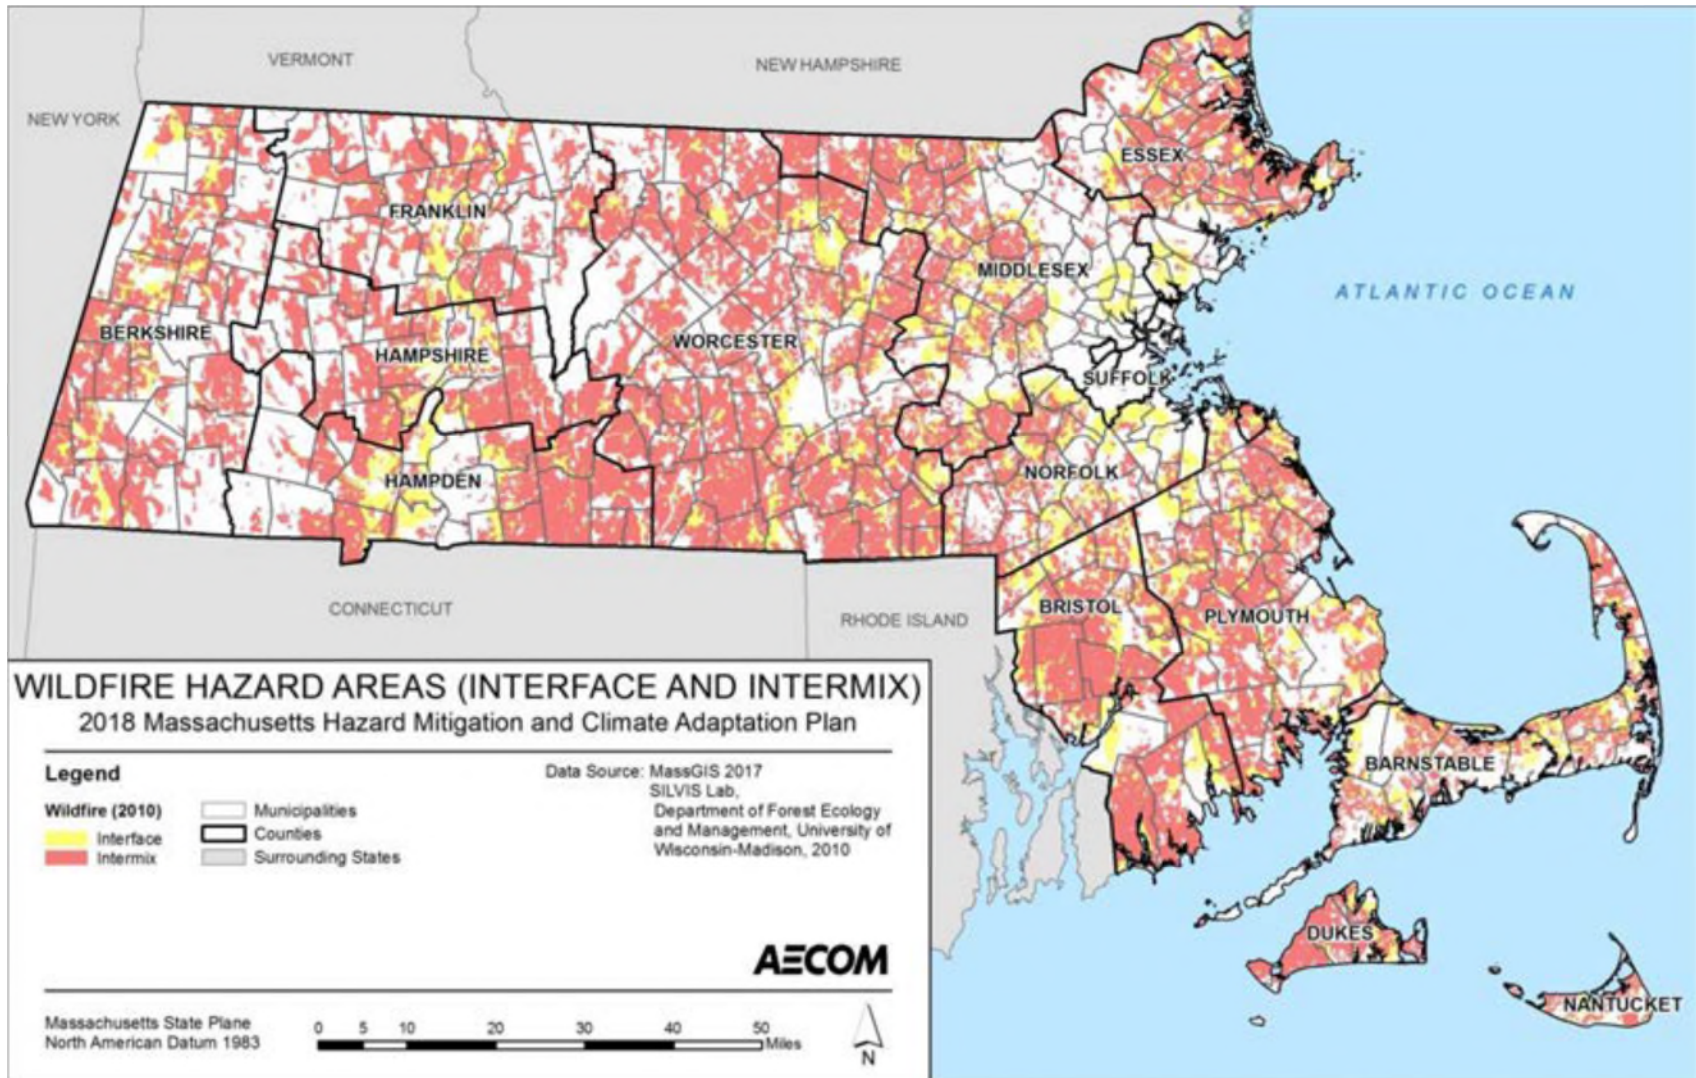 VERMONT
NEW HAMPSHIRE
NEW YORK
ESSEX
FRANKLIN
MIDDLESEX
ATLANTIC OCEAN
BERKSHIRE
WORCESTER
HAMPSHIRE
SUFFOLK
NORFOLK
HAMPDEN
CONNECTICUT
RHODE ISLAND
BRISTOL
PLYMOUTH
BARNSTABLE
DUKES
NANTUCKET
WILDFIRE HAZARD AREAS (INTERFACE AND INTERMIX)
2018 Massachusetts Hazard Mitigation and Climate Adaptation Plan
Legend
Wildfire (2010)
Interface
Intermix
Municipalities
Counties
Surrounding States
Data Source: MassGIS 2017
SILVIS Lab,
Department of Forest Ecology
and Management, University of
Wisconsin-Madison, 2010
AECOM
Massachusetts State Plane
North American Datum 1983
0 5 10 20 30 40 50
Miles
N